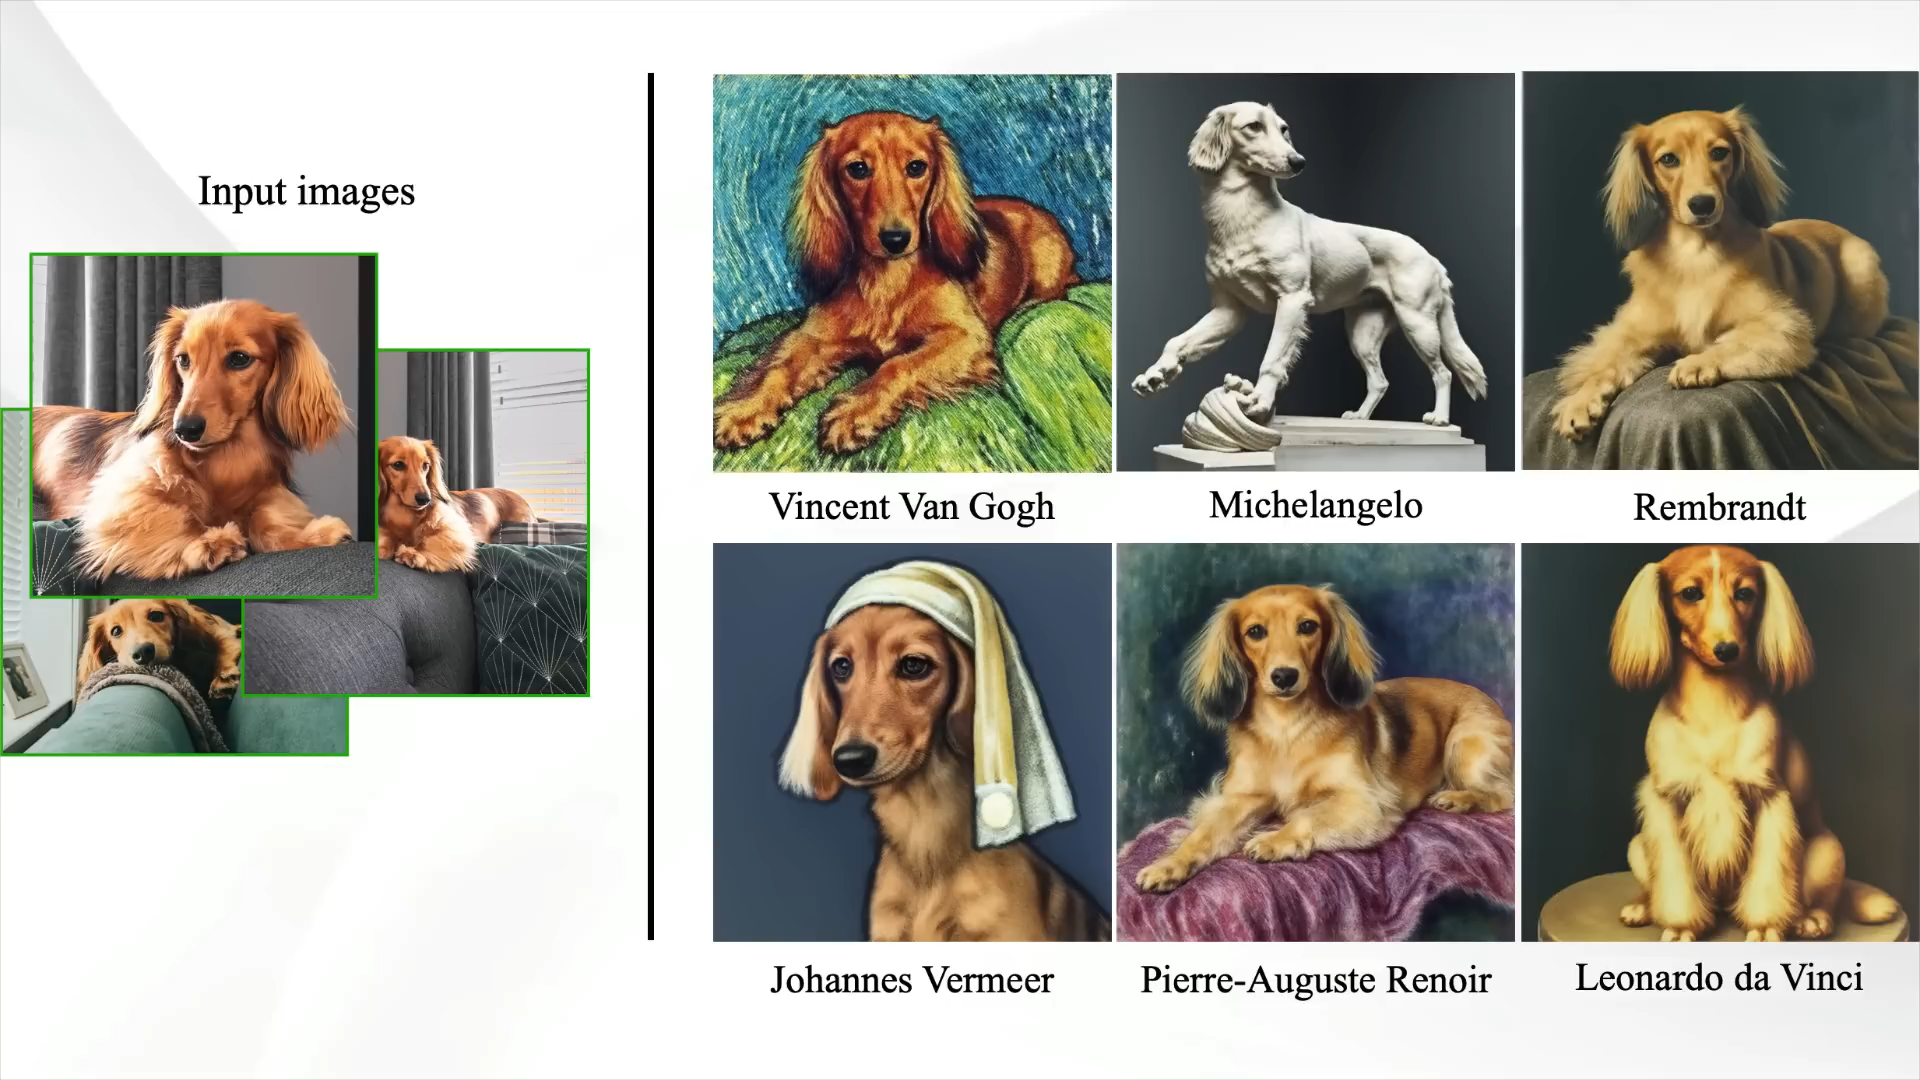 Input images
Vincent Van Gogh
Michelangelo
Rembrandt
Johannes Vermeer
Pierre-Auguste Renoir
Leonardo da Vinci